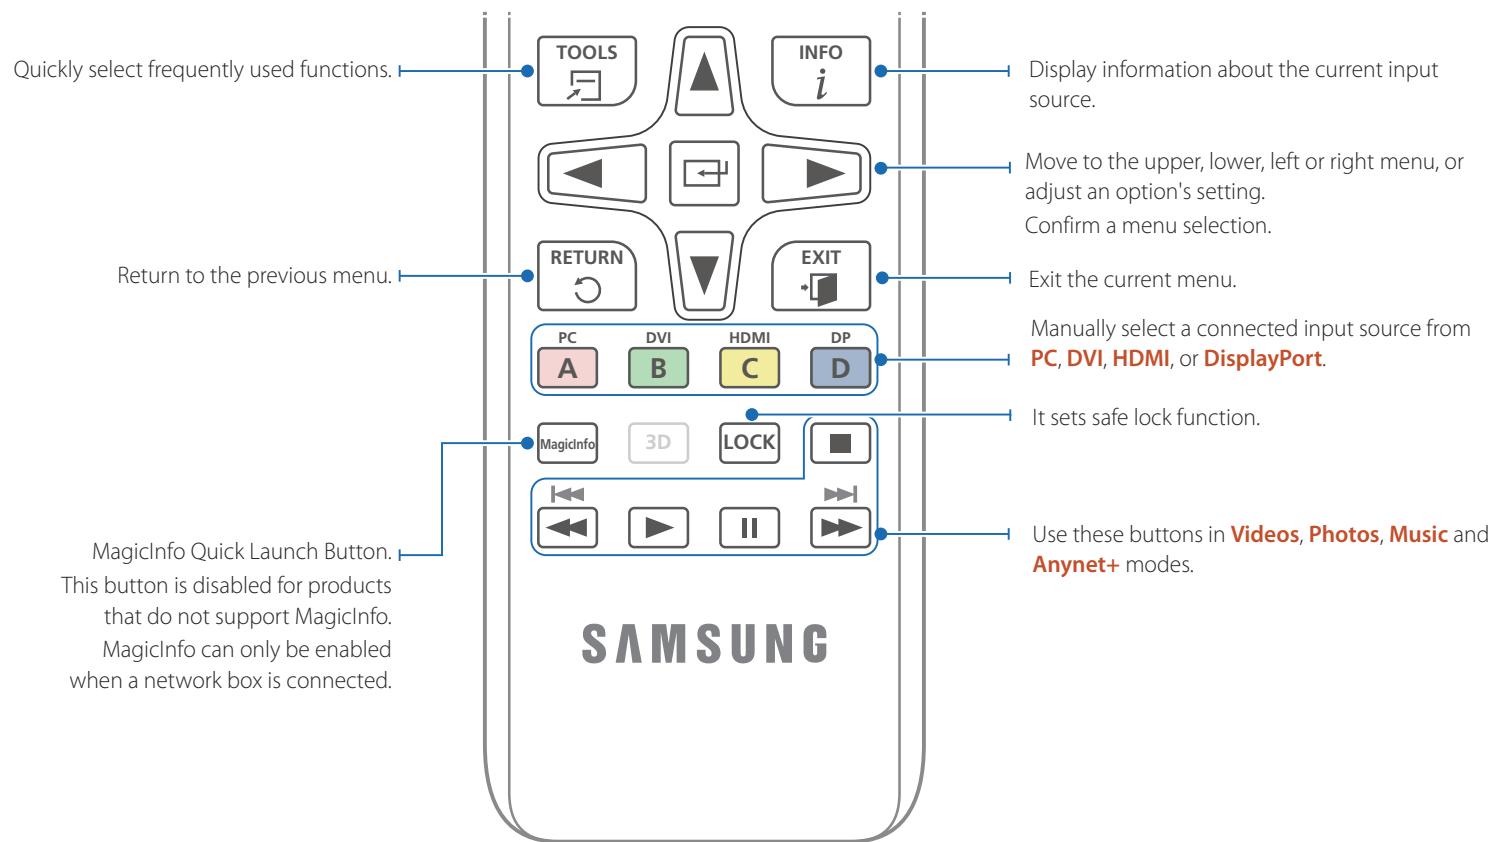 TOOLS
INFO
i
Quickly select frequently used functions.
Display information about the current input
source.
Move to the upper, lower, left or right menu, or
adjust an option's setting.
Confirm a menu selection.
RETURN
EXIT
Return to the previous menu.
Exit the current menu.
PC DVI HDMI DP
A B C D
Manually select a connected input source from
PC, DVI, HDMI, or DisplayPort.
It sets safe lock function.
MagicInfo 3D LOCK
Use these buttons in Videos, Photos, Music and
Anynet+ modes.
MagicInfo Quick Launch Button.
This button is disabled for products
that do not support MagicInfo.
MagicInfo can only be enabled
when a network box is connected.
SAMSUNG